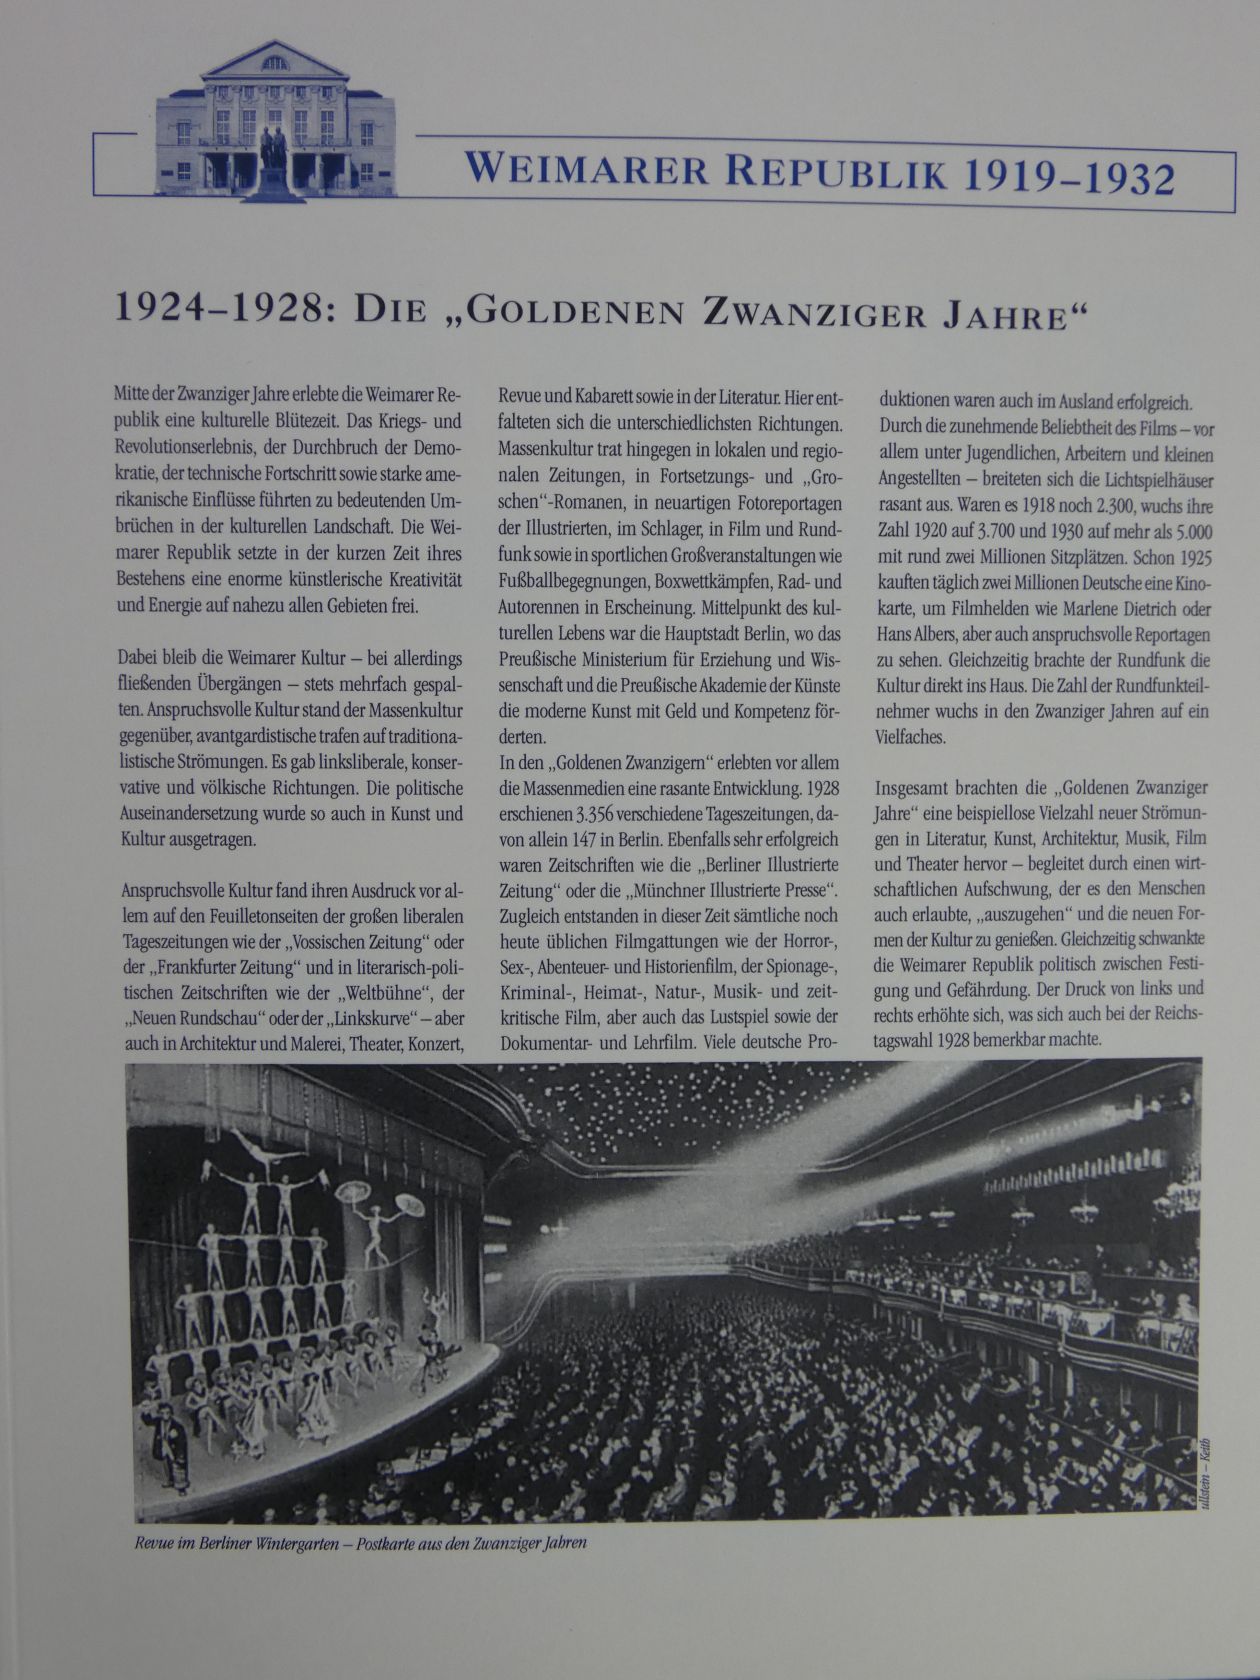 WEIMARER REPUBLIK 1919–1932
1924–1928: DIE „GOLDENEN ZWANZIGER JAHRE“
Mitte der Zwanziger Jahre erlebte die Weimarer Re-
publik eine kulturelle Blütezeit. Das Kriegs- und
Revolutionserlebnis, der Durchbruch der Demo-
kratie, der technische Fortschritt sowie starke ame-
rikanische Einflüsse führten zu bedeutenden Um-
brüchen in der kulturellen Landschaft. Die Wei-
marer Republik setzte in der kurzen Zeit ihres
Bestehens eine enorme künstlerische Kreativität
und Energie auf nahezu allen Gebieten frei.
Dabei bleib die Weimarer Kultur – bei allerdings
fließenden Übergängen – stets mehrfach gespal-
ten. Anspruchsvolle Kultur stand der Massenkultur
gegenüber, avantgardistische trafen auf traditiona-
listische Strömungen. Es gab linksliberale, konser-
vative und völkische Richtungen. Die politische
Auseinandersetzung wurde so auch in Kunst und
Kultur ausgetragen.
Anspruchsvolle Kultur fand ihren Ausdruck vor al-
lem auf den Feuilletonseiten der großen liberalen
Tageszeitungen wie der „Vossischen Zeitung“ oder
der „Frankfurter Zeitung“ und in literarisch-poli-
tischen Zeitschriften wie der „Weltbühne“, der
„Neuen Rundschau“ oder der „Linkskurve“ – aber
auch in Architektur und Malerei, Theater, Konzert,
Revue und Kabarett sowie in der Literatur. Hier ent-
falteten sich die unterschiedlichsten Richtungen.
Massenkultur trat hingegen in lokalen und regio-
nalen Zeitungen, in Fortsetzungs- und „Gro-
schen“-Romanen, in neuartigen Fotoreportagen
der Illustrierten, im Schlager, in Film und Rund-
funk sowie in sportlichen Großveranstaltungen wie
Fußballbegegnungen, Boxwettkämpfen, Rad- und
Autorennen in Erscheinung. Mittelpunkt des kul-
turellen Lebens war die Hauptstadt Berlin, wo das
Preußische Ministerium für Erziehung und Wis-
senschaft und die Preußische Akademie der Künste
die moderne Kunst mit Geld und Kompetenz för-
derten.
In den „Goldenen Zwanzigern“ erlebten vor allem
die Massenmedien eine rasante Entwicklung. 1928
erschienen 3.356 verschiedene Tageszeitungen, da-
von allein 147 in Berlin. Ebenfalls sehr erfolgreich
waren Zeitschriften wie die „Berliner Illustrierte
Zeitung“ oder die „Münchner Illustrierte Presse“.
Zugleich entstanden in dieser Zeit sämtliche noch
heute üblichen Filmgattungen wie der Horror-,
Sex-, Abenteuer- und Historienfilm, der Spionage-,
Kriminal-, Heimat-, Natur-, Musik- und zeit-
kritische Film, aber auch das Lustspiel sowie der
Dokumentar- und Lehrfilm. Viele deutsche Pro-
duktionen waren auch im Ausland erfolgreich.
Durch die zunehmende Beliebtheit des Films – vor
allem unter Jugendlichen, Arbeitern und kleinen
Angestellten – breiteten sich die Lichtspielhäuser
rasant aus. Waren es 1918 noch 2.300, wuchs ihre
Zahl 1920 auf 3.700 und 1930 auf mehr als 5.000
mit rund zwei Millionen Sitzplätzen. Schon 1925
kauften täglich zwei Millionen Deutsche eine Kino-
karte, um Filmhelden wie Marlene Dietrich oder
Hans Albers, aber auch anspruchsvolle Reportagen
zu sehen. Gleichzeitig brachte der Rundfunk die
Kultur direkt ins Haus. Die Zahl der Rundfunkteil-
nehmer wuchs in den Zwanziger Jahren auf ein
Vielfaches.
Insgesamt brachten die „Goldenen Zwanziger
Jahre“ eine beispiellose Vielzahl neuer Strömun-
gen in Literatur, Kunst, Architektur, Musik, Film
und Theater hervor – begleitet durch einen wirt-
schaftlichen Aufschwung, der es den Menschen
auch erlaubte, „auszugehen“ und die neuen For-
men der Kultur zu genießen. Gleichzeitig schwankte
die Weimarer Republik politisch zwischen Festi-
gung und Gefährdung. Der Druck von links und
rechts erhöhte sich, was sich auch bei der Reichs-
tagswahl 1928 bemerkbar machte.
ullstein – Keith
Revue im Berliner Wintergarten – Postkarte aus den Zwanziger Jahren